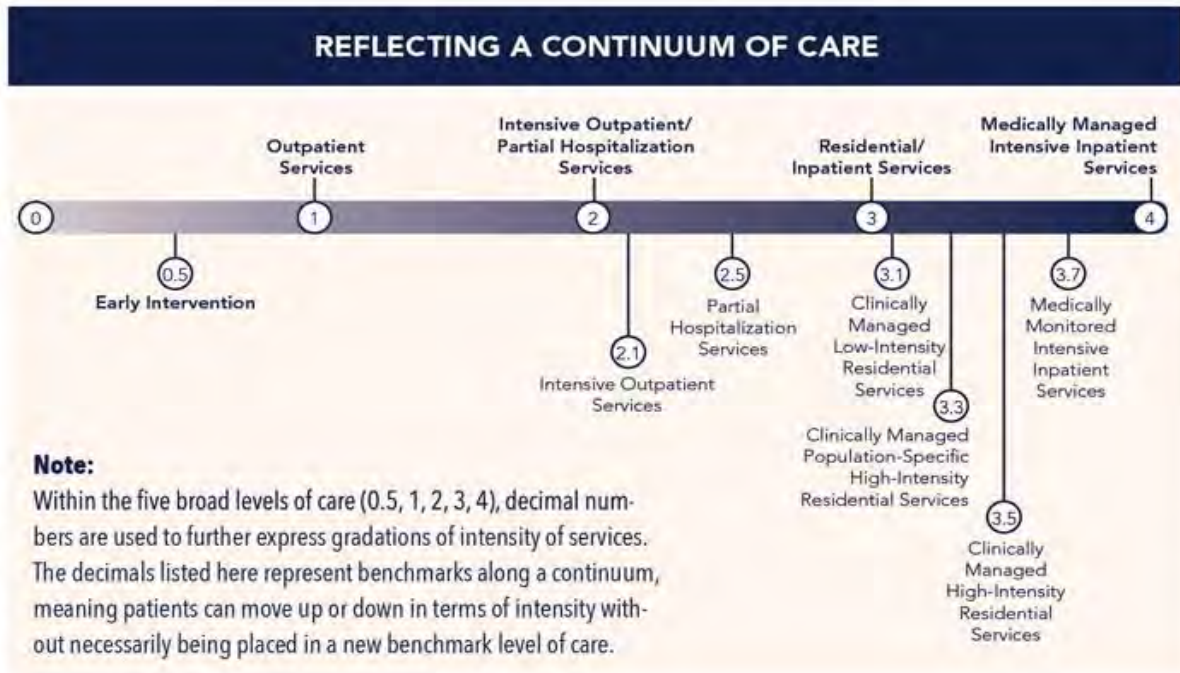 REFLECTING A CONTINUUM OF CARE
Outpatient
Services
Intensive Outpatient/
Partial Hospitalization
Services
Residential/
Inpatient Services
Medically Managed
Intensive Inpatient
Services
0
1
2
3
4
0.5
Early Intervention
2.1
Intensive Outpatient
Services
2.5
Partial
Hospitalization
Services
3.1
Clinically
Managed
Low-Intensity
Residential
Services
3.3
Clinically Managed
Population-Specific
High-Intensity
Residential Services
3.5
Clinically
Managed
High-Intensity
Residential
Services
3.7
Medically
Monitored
Intensive
Inpatient
Services
Note:
Within the five broad levels of care (0.5, 1, 2, 3, 4), decimal num-
bers are used to further express gradations of intensity of services.
The decimals listed here represent benchmarks along a continuum,
meaning patients can move up or down in terms of intensity with-
out necessarily being placed in a new benchmark level of care.